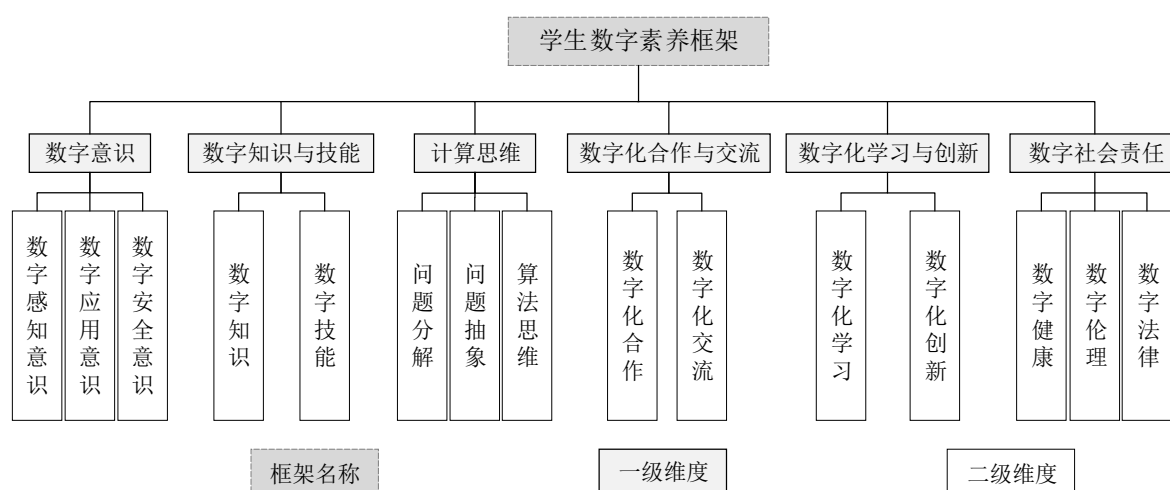 学生数字素养框架
数字意识
数字知识与技能
计算思维
数字化合作与交流
数字化学习与创新
数字社会责任
数字感知意识
数字应用意识
数字安全意识
数字知识
数字技能
问题分解
问题抽象
算法思维
数字化合作
数字化交流
数字化学习
数字化创新
数字健康
数字伦理
数字法律
框架名称
一级维度
二级维度